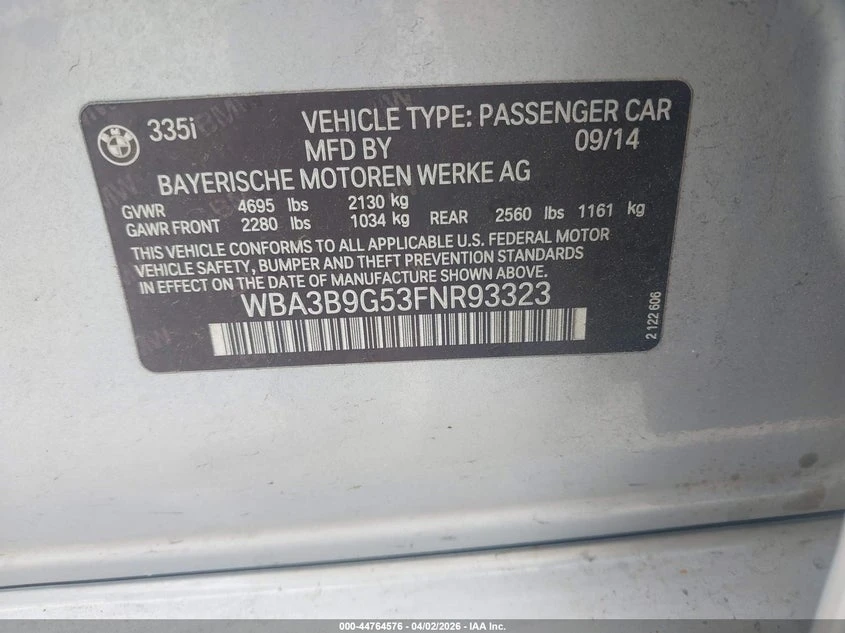 335i VEHICLE TYPE: PASSENGER CAR
MFD BY 09/14
BAYERISCHE MOTOREN WERKE AG
GVWR 4695 lbs 2130 kg
GAWR FRONT 2280 lbs 1034 kg REAR 2560 lbs 1161 kg
THIS VEHICLE CONFORMS TO ALL APPLICABLE U.S. FEDERAL MOTOR
VEHICLE SAFETY, BUMPER AND THEFT PREVENTION STANDARDS
IN EFFECT ON THE DATE OF MANUFACTURE SHOWN ABOVE.
WBA3B9G53FNR93323
2 122 606
000-44764576 | 04/02/2026 - IAA Inc.